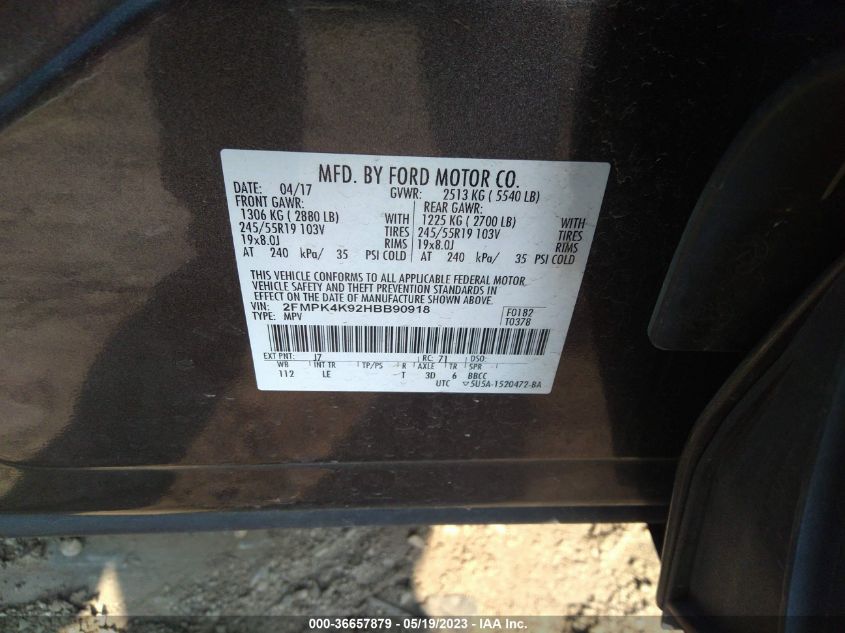 MFD. BY FORD MOTOR CO.
DATE: 04/17 GVWR: 2513 KG ( 5540 LB)
FRONT GAWR: REAR GAWR:
1306 KG ( 2880 LB) WITH 1225 KG ( 2700 LB) WITH
245/55R19 103V TIRES 245/55R19 103V TIRES
19x8.0J RIMS 19x8.0J RIMS
AT 240 kPa/ 35 PSI COLD AT 240 kPa/ 35 PSI COLD
THIS VEHICLE CONFORMS TO ALL APPLICABLE FEDERAL MOTOR
VEHICLE SAFETY AND THEFT PREVENTION STANDARDS IN
EFFECT ON THE DATE OF MANUFACTURE SHOWN ABOVE.
VIN: 2FMPK4K92HBB90918 F0182
TYPE: MPV T0378
EXT PNT: J7 RC: 71 DSO:
WB INT TR TP/PS R AXLE TR SPR
112 LE T 3D 6 BBCC
UTC 5U5A-1520472-BA
000-36657879 - 05/19/2023 - 1FTV - US